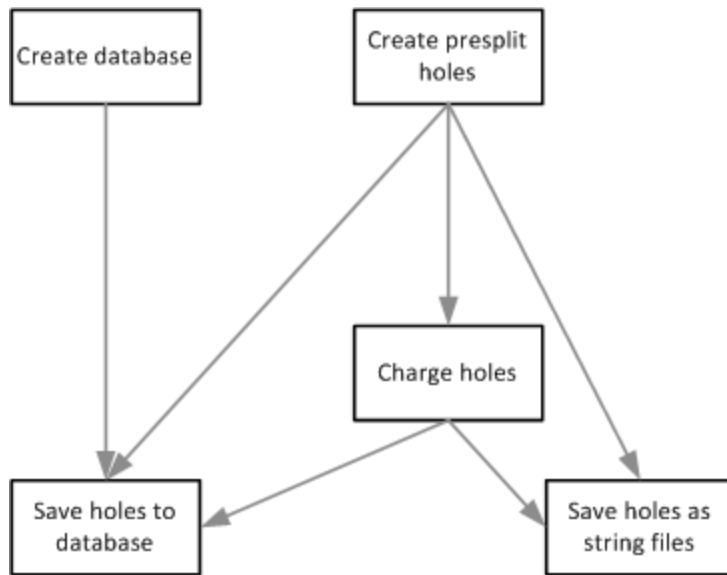 Create database
Create presplit
holes
Charge holes
Save holes to
database
Save holes as
string files